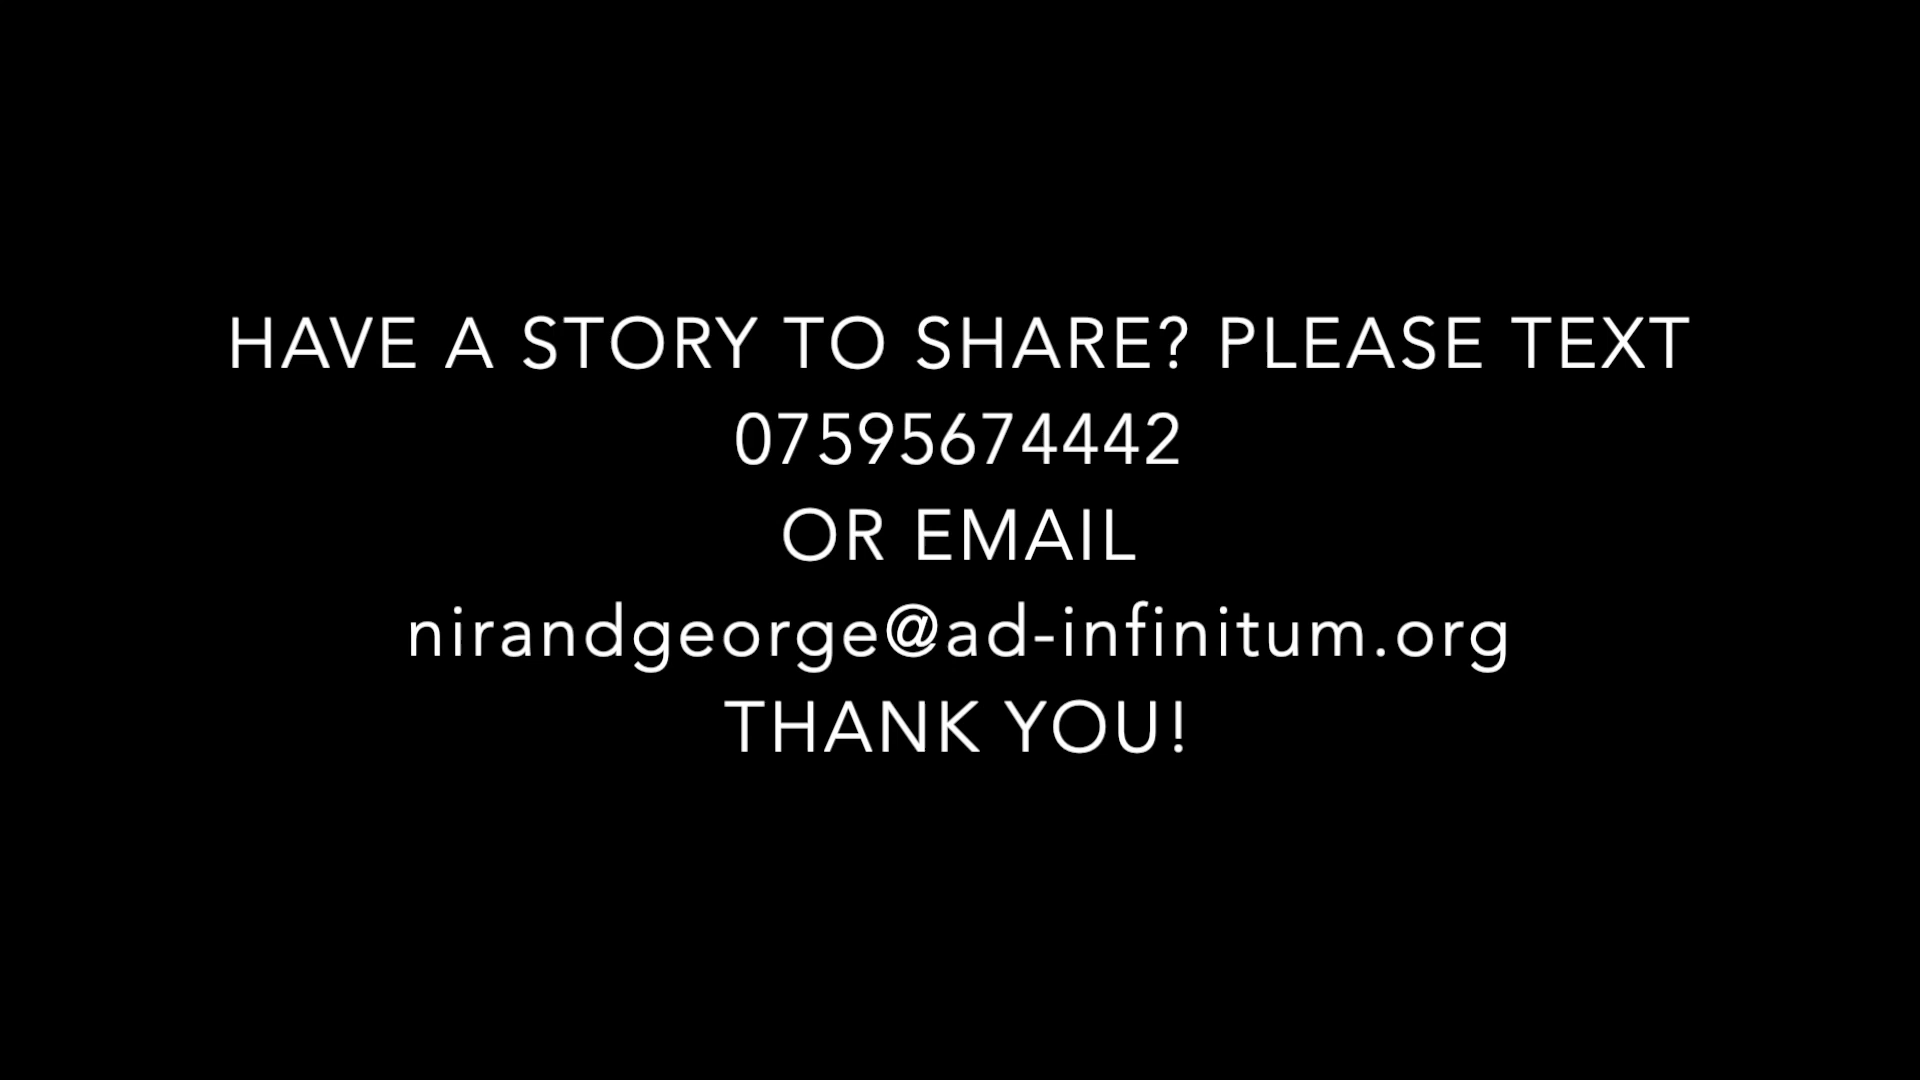 HAVE A STORY TO SHARE? PLEASE TEXT
07595674442
OR EMAIL
nirandgeorge@ad-infinitum.org
THANK YOU!